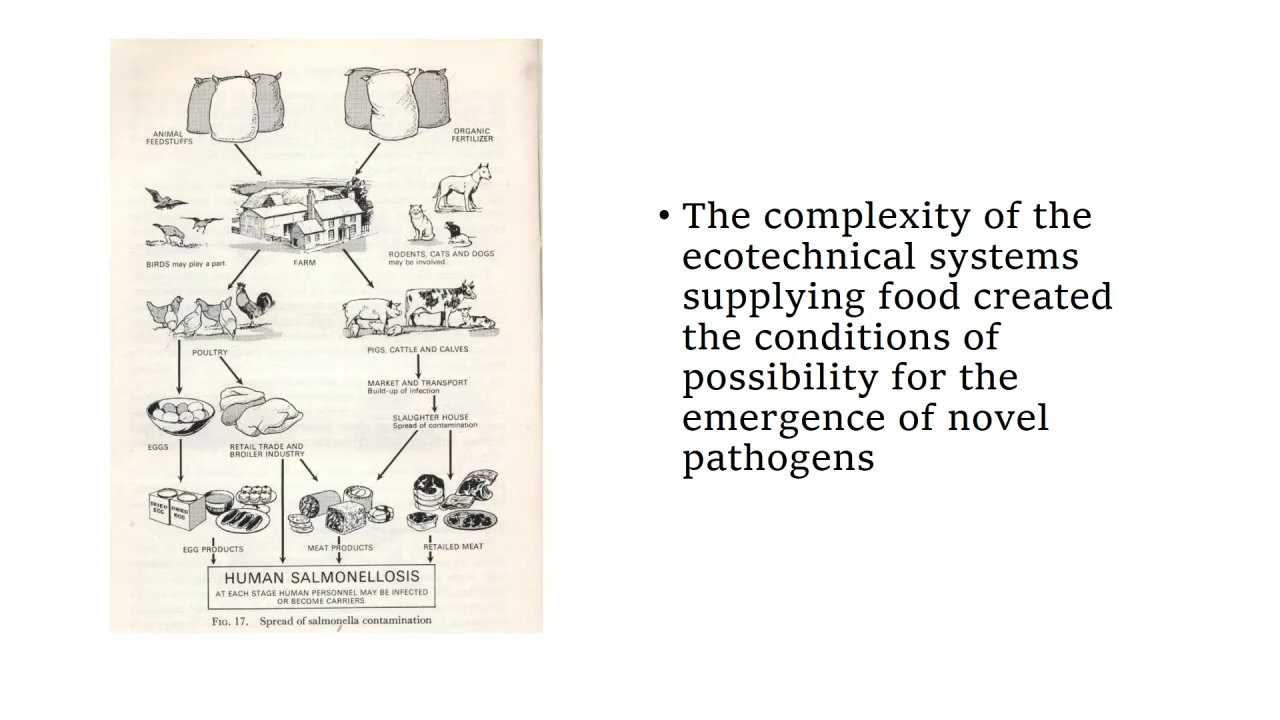 ANIMAL
FEEDSTUFFS
ORGANIC
FERTILIZER
BIRDS may play a part.
FARM
RODENTS, CATS AND DOGS
may be involved.
POULTRY
PIGS, CATTLE AND CALVES
MARKET AND TRANSPORT
Build-up of infection
SLAUGHTER HOUSE
Spread of contamination
EGGS
RETAIL TRADE AND
BROILER INDUSTRY
DRIED
EGG
DRIED
EGG
EGG PRODUCTS
MEAT PRODUCTS
RETAILED MEAT
HUMAN SALMONELLOSIS
AT EACH STAGE HUMAN PERSONNEL MAY BE INFECTED
OR BECOME CARRIERS.
FIG. 17. Spread of salmonella contamination
• The complexity of the
ecotechnical systems
supplying food created
the conditions of
possibility for the
emergence of novel
pathogens